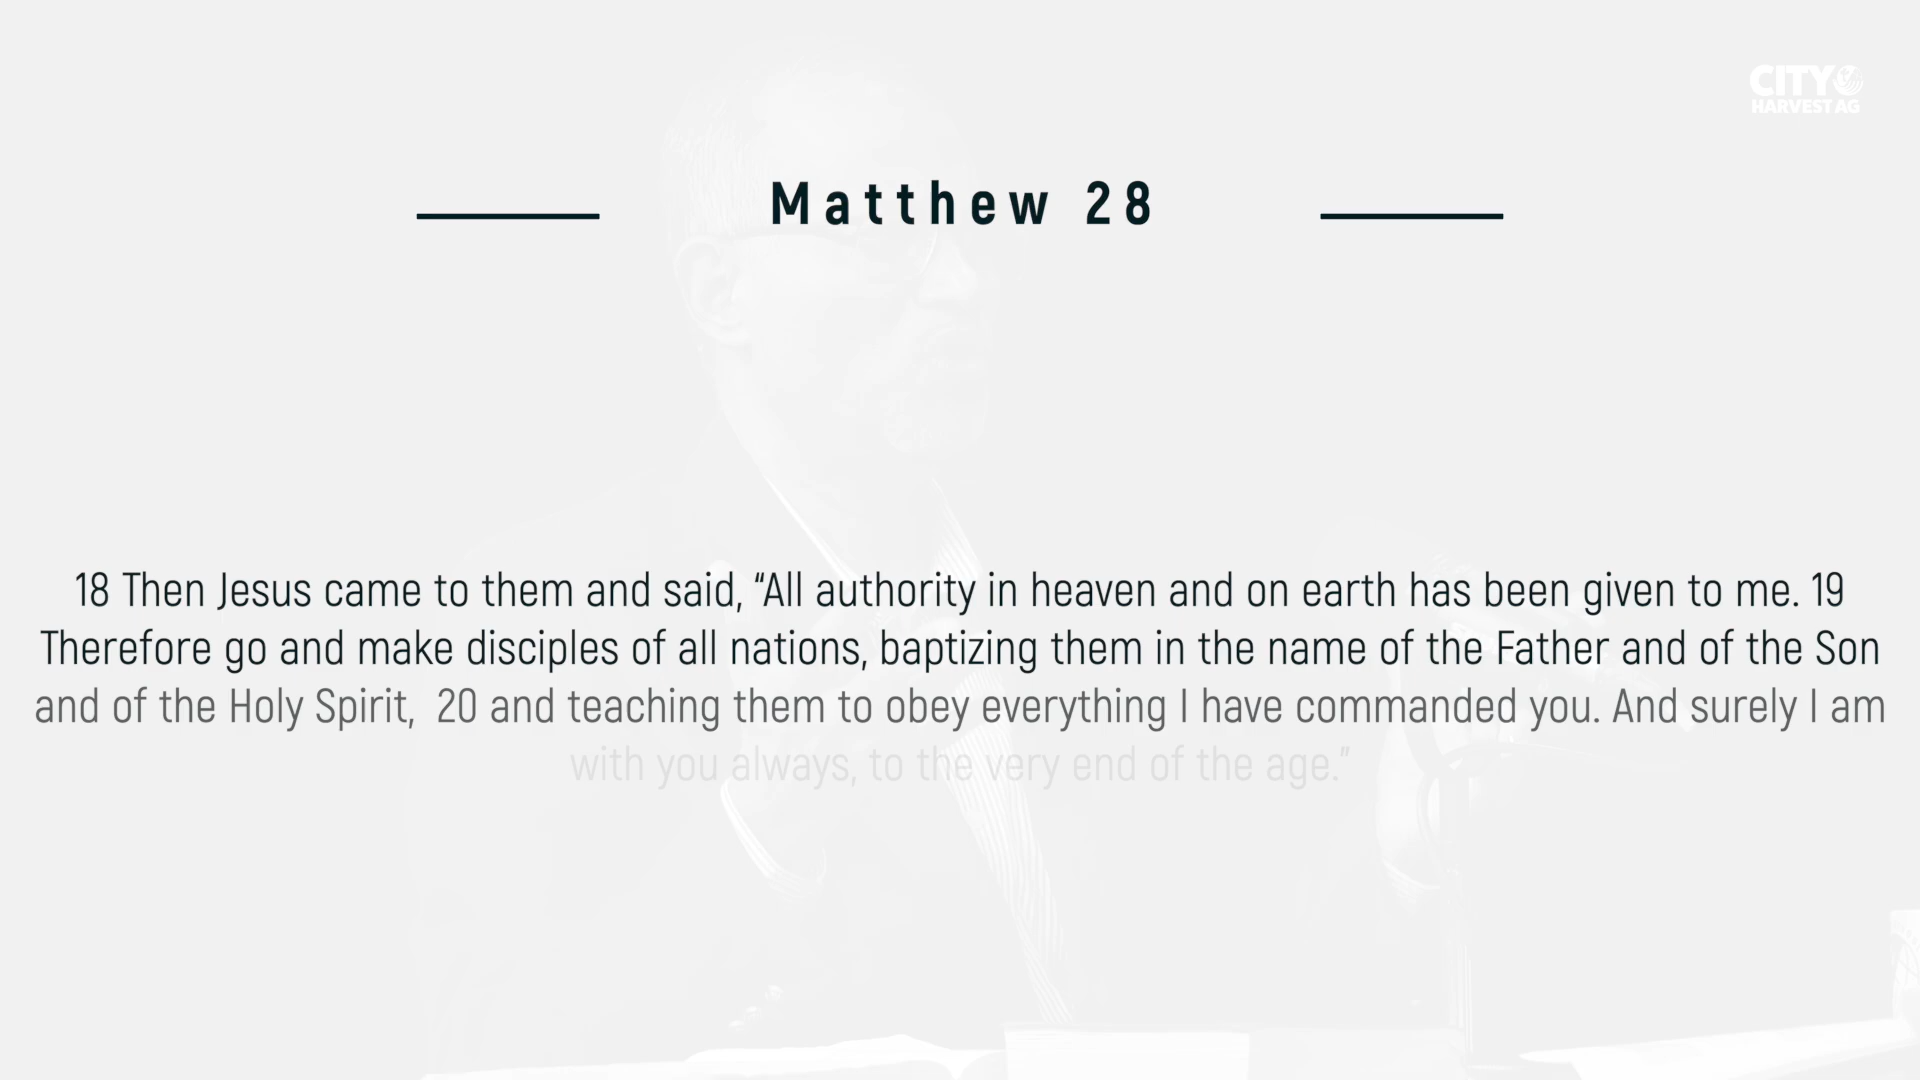 CITY
HARVEST AG
Matthew 28
18 Then Jesus came to them and said, “All authority in heaven and on earth has been given to me. 19
Therefore go and make disciples of all nations, baptizing them in the name of the Father and of the Son
and of the Holy Spirit,  20 and teaching them to obey everything I have commanded you. And surely I am
with you always, to the very end of the age.”